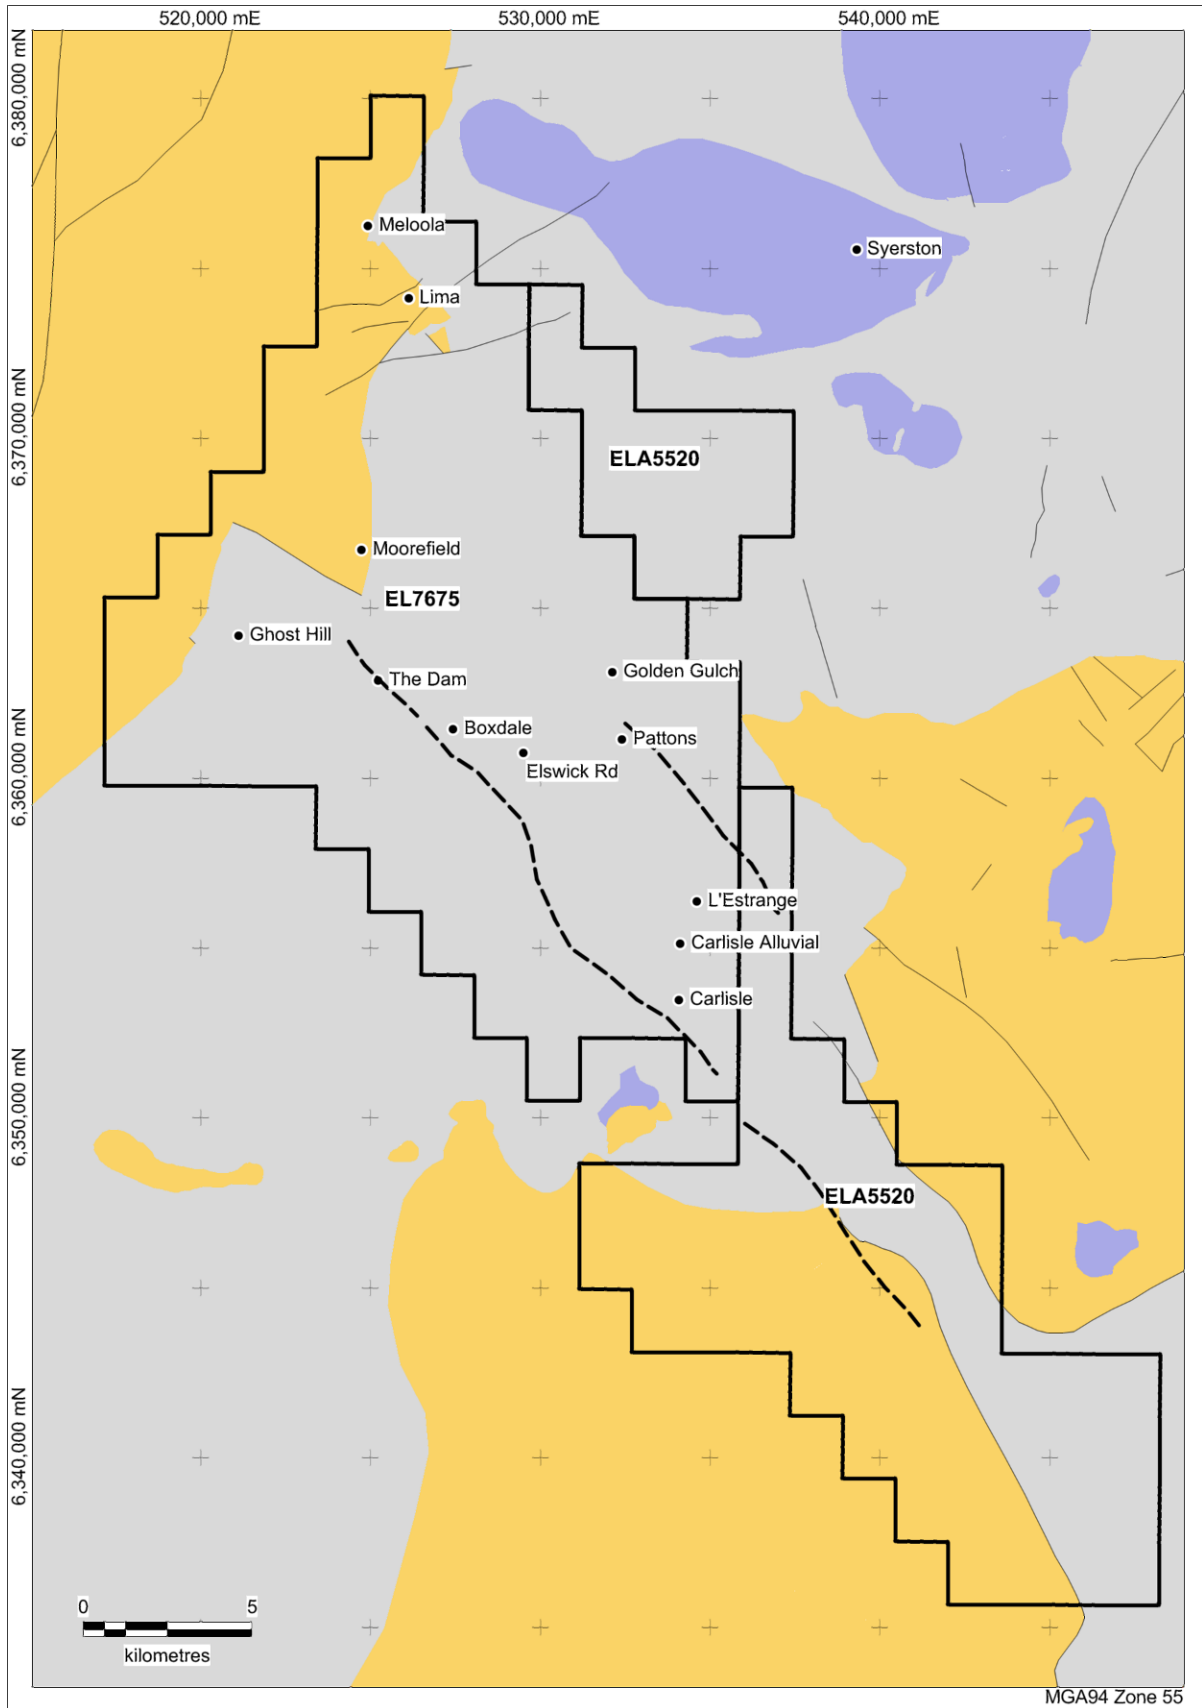 520,000 mE
530,000 mE
540,000 mE
6,380,000 mN
Meloola
Syerston
Lima
6,370,000 mN
ELA5520
Moorefield
EL7675
Ghost Hill
Golden Gulch
The Dam
Boxdale
Pattons
Elswick Rd
6,360,000 mN
L'Estrange
Carlisle Alluvial
Carlisle
6,350,000 mN
ELA5520
6,340,000 mN
0
5
kilometres
MGA94 Zone 55